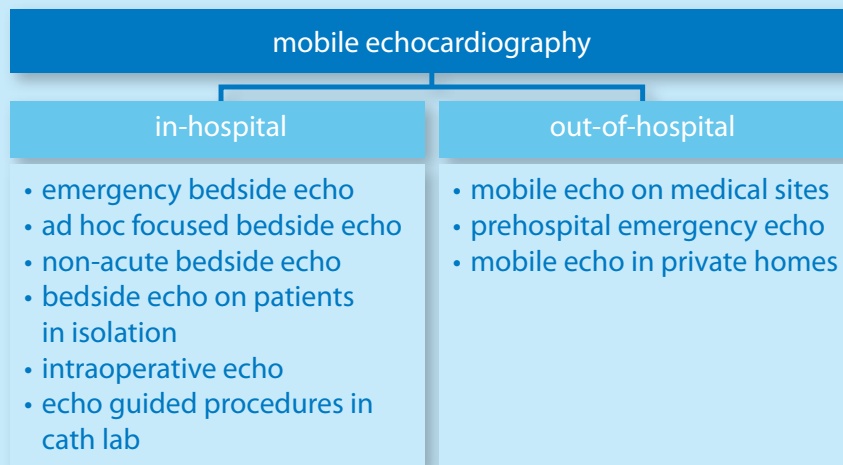 mobile echocardiography
in-hospital
• emergency bedside echo
• ad hoc focused bedside echo
• non-acute bedside echo
• bedside echo on patients
in isolation
• intraoperative echo
• echo guided procedures in
cath lab
out-of-hospital
• mobile echo on medical sites
• prehospital emergency echo
• mobile echo in private homes